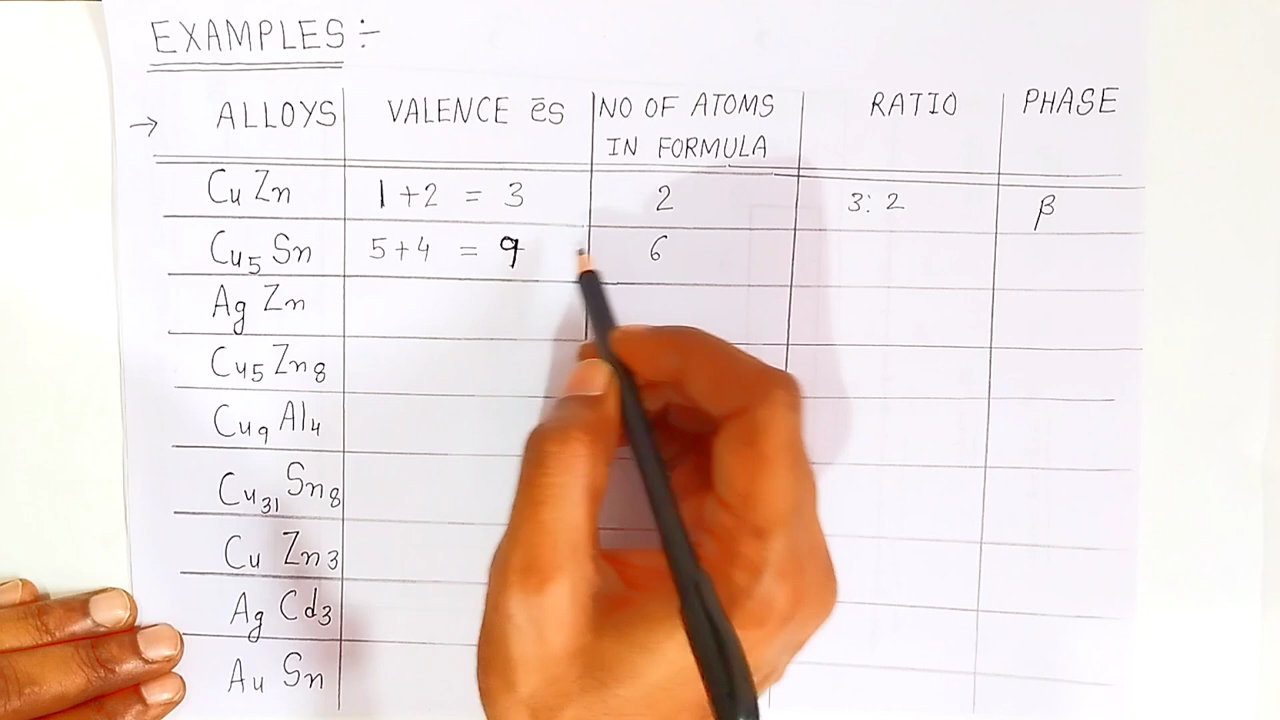 EXAMPLES :-
→ ALLOYS VALENCE ēs NO OF ATOMS IN FORMULA RATIO PHASE
Cu Zn 1 + 2 = 3 2 3 : 2 β
Cu₅ Sn 5 + 4 = 9 6
Ag Zn
Cu₅ Zn₈
Cu₉ Al₄
Cu₃₁ Sn₈
Cu Zn₃
Ag Cd₃
Au Sn